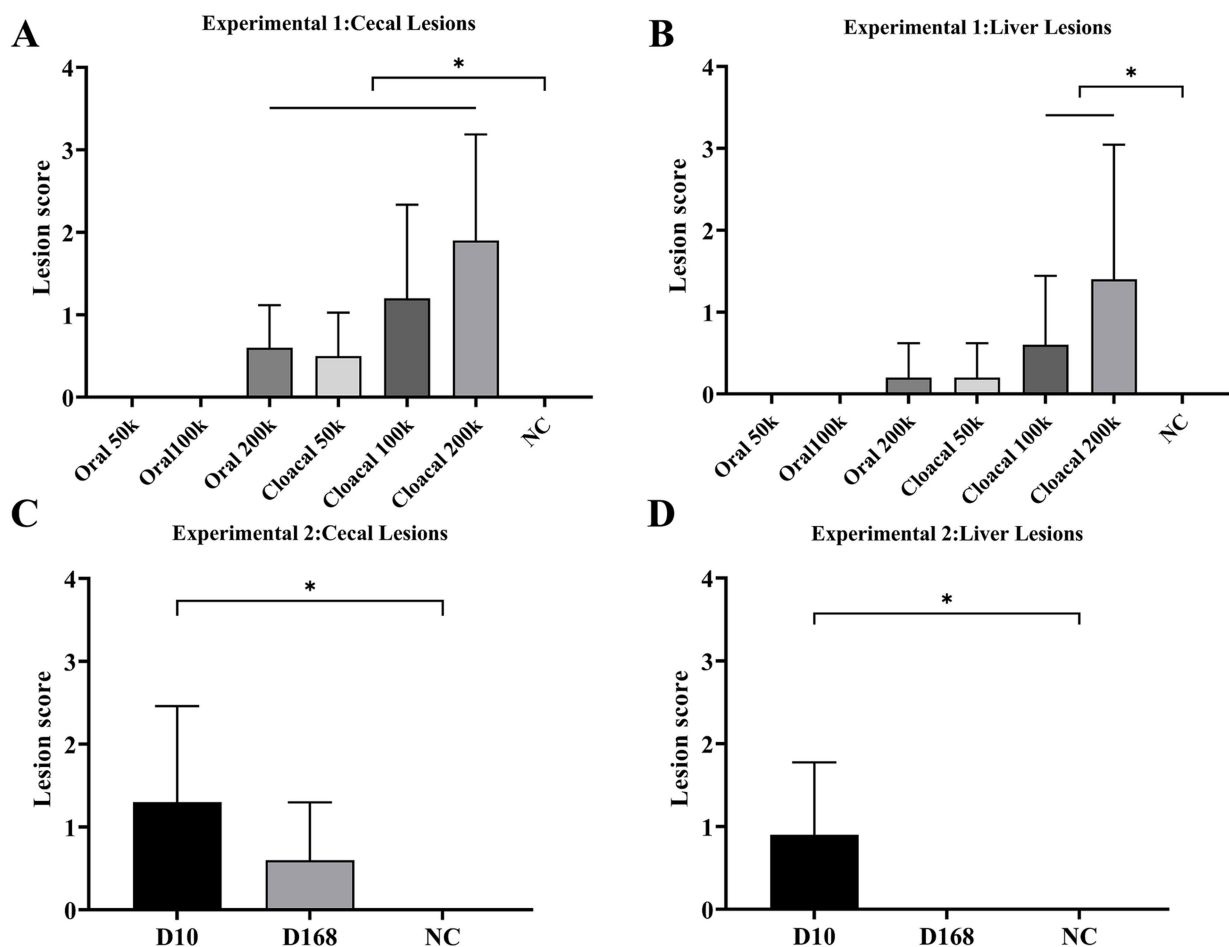 A
Experimental 1:Cecal Lesions
Lesion score
4
3
2
1
0
*
Oral 50k
Oral100k
Oral 200k
Cloacal 50k
Cloacal 100k
Cloacal 200k
NC
B
Experimental 1:Liver Lesions
Lesion score
4
3
2
1
0
*
Oral 50k
Oral100k
Oral 200k
Cloacal 50k
Cloacal 100k
Cloacal 200k
NC
C
Experimental 2:Cecal Lesions
Lesion score
4
3
2
1
0
*
D10
D168
NC
D
Experimental 2:Liver Lesions
Lesion score
4
3
2
1
0
*
D10
D168
NC